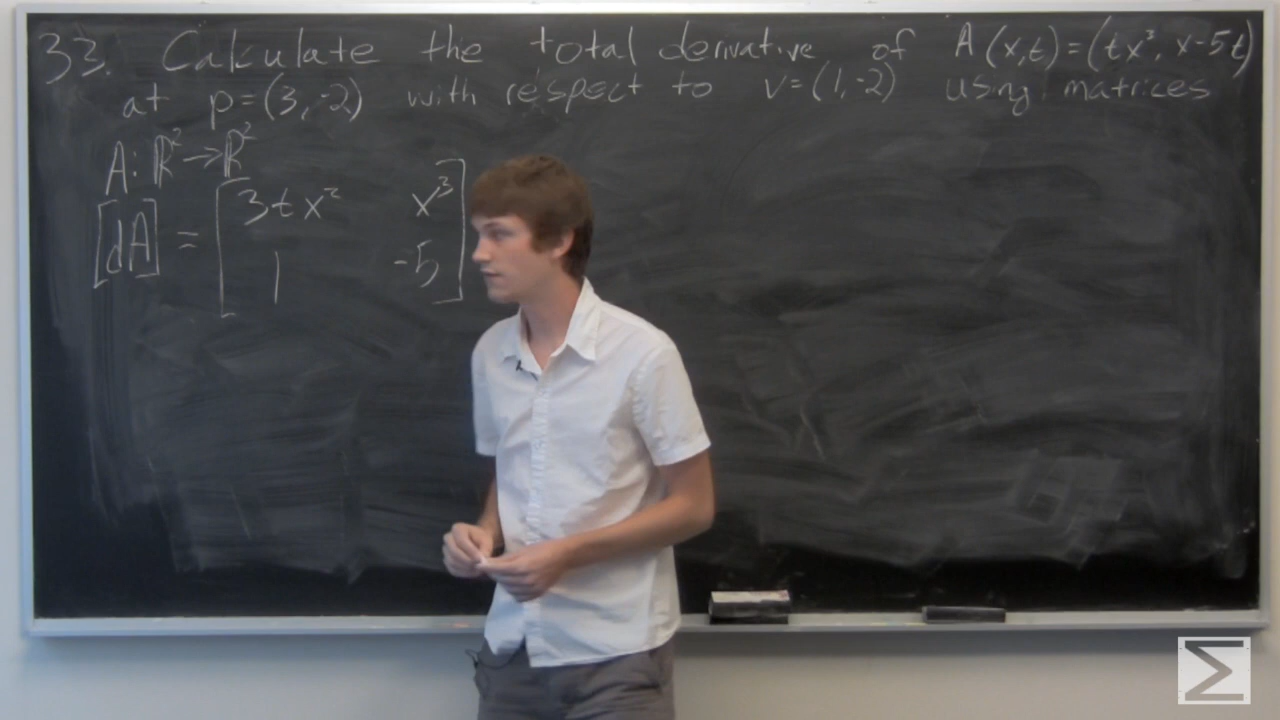 33. Calculate the total derivative of A(x,t)=(tx³, x-5t)
at p=(3,-2) with respect to v=(1,-2) using matrices
A: ℝ²→ℝ²
[dA] = [3tx² x³
1 -5]